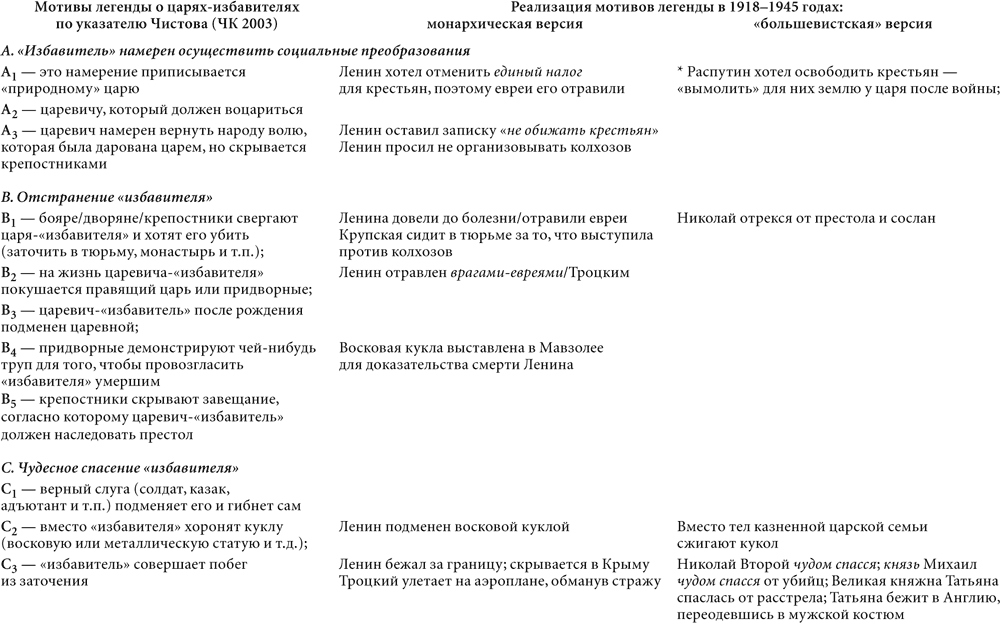 Мотивы легенды о царях-избавителях
по указателю Чистова (ЧК 2003)
Реализация мотивов легенды в 1918–1945 годах:
монархическая версия
«большевистская» версия
А. «Избавитель» намерен осуществить социальные преобразования
А1 — это намерение приписывается
«природному» царю
Ленин хотел отменить единый налог
для крестьян, поэтому евреи его отравили
* Распутин хотел освободить крестьян —
«вымолить» для них землю у царя после войны;
А2 — царевичу, который должен воцариться
А3 — царевич намерен вернуть народу волю,
которая была дарована царем, но скрывается
крепостниками
Ленин оставил записку «не обижать крестьян»
Ленин просил не организовывать колхозов
В. Отстранение «избавителя»
В1 — бояре/дворяне/крепостники свергают
царя-«избавителя» и хотят его убить
(заточить в тюрьму, монастырь и т.п.);
Ленина довели до болезни/отравили евреи
Крупская сидит в тюрьме за то, что выступила
против колхозов
Николай отрекся от престола и сослан
В2 — на жизнь царевича-«избавителя»
покушается правящий царь или придворные;
Ленин отравлен врагами-евреями/Троцким
В3 — царевич-«избавитель» после рождения
подменен царевной;
В4 — придворные демонстрируют чей-нибудь
труп для того, чтобы провозгласить
«избавителя» умершим
Восковая кукла выставлена в Мавзолее
для доказательства смерти Ленина
В5 — крепостники скрывают завещание,
согласно которому царевич-«избавитель»
должен наследовать престол
С. Чудесное спасение «избавителя»
С1 — верный слуга (солдат, казак,
адъютант и т.п.) подменяет его и гибнет сам
С2 — вместо «избавителя» хоронят куклу
(восковую или металлическую статую и т.д.);
Ленин подменен восковой куклой
Вместо тел казненной царской семьи
сжигают кукол
С3 — «избавитель» совершает побег
из заточения
Ленин бежал за границу; скрывается в Крыму
Троцкий улетает на аэроплане, обманув стражу
Николай Второй чудом спасся; князь Михаил
чудом спасся от убийц; Великая княжна Татьяна
спаслась от расстрела; Татьяна бежит в Англию,
переодевшись в мужской костюм